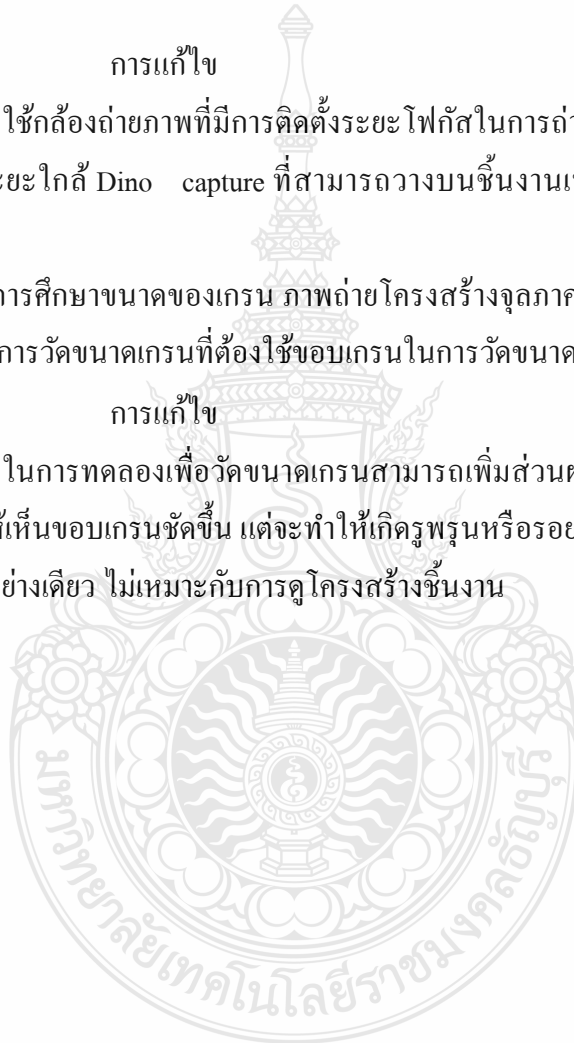 การแก้ไข
ใช้กล้องถ่ายภาพที่มีการติดตั้งระยะโฟกัสในการถ่
ยะใกล้ Dino capture ที่สามารถวางบนชิ้นงานเ
การศึกษาขนาดของเกรน ภาพถ่ายโครงสร้างจุลภาค
การวัดขนาดเกรนที่ต้องใช้ขอบเกรนในการวัดขนาด
การแก้ไข
ในการทดลองเพื่อวัดขนาดเกรนสามารถเพิ่มส่วนผ
ห้เห็นขอบเกรนชัดขึ้น แต่จะทำให้เกิดรูพรุนหรือรอย
ย่างเดียว ไม่เหมาะกับการดูโครงสร้างชิ้นงาน
มหาวิทยาลัยเทคโนโลยีราชมงคลธัญบุรี